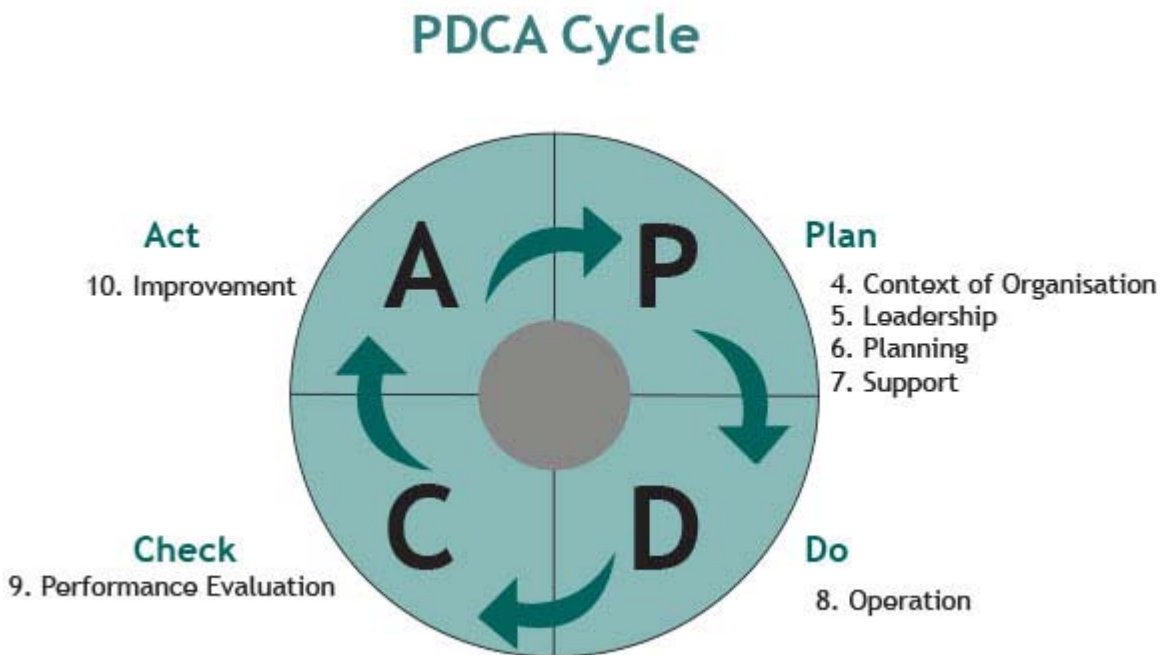 PDCA Cycle
Act
10. Improvement
A
P
Plan
4. Context of Organisation
5. Leadership
6. Planning
7. Support
Check
9. Performance Evaluation
C
D
Do
8. Operation